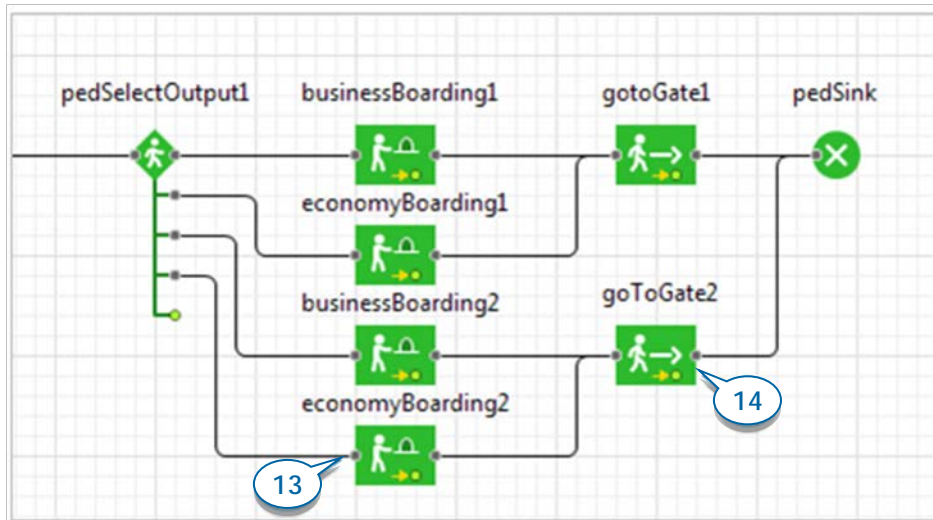 pedSelectOutput1
businessBoarding1
gotoGate1
pedSink
economyBoarding1
businessBoarding2
goToGate2
14
economyBoarding2
13